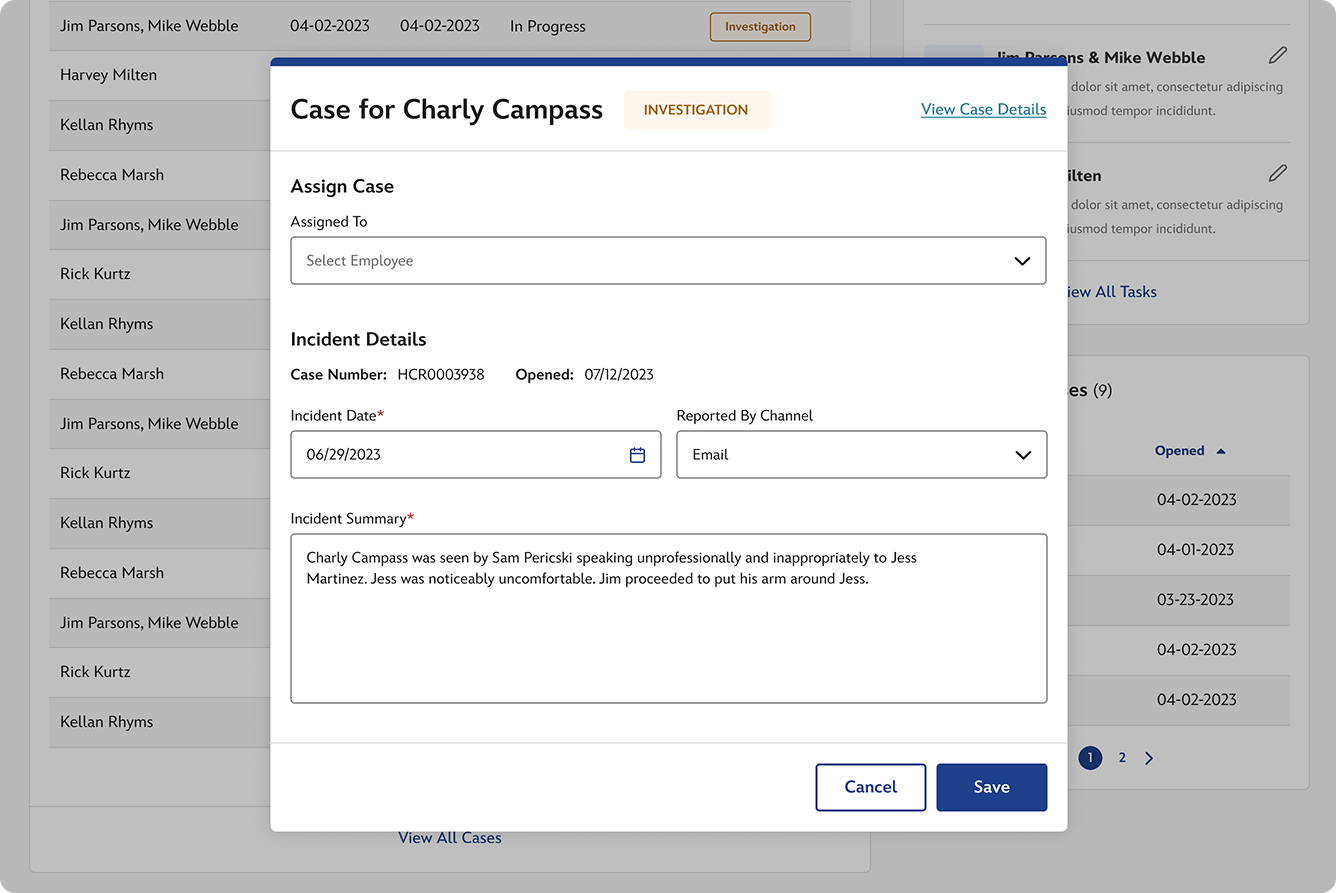 Jim Parsons, Mike Webble 04-02-2023 04-02-2023 In Progress Investigation
Harvey Milten
Kellan Rhyms
Rebecca Marsh
Jim Parsons, Mike Webble
Rick Kurtz
Kellan Rhyms
Rebecca Marsh
Jim Parsons, Mike Webble
Rick Kurtz
Kellan Rhyms
Rebecca Marsh
Jim Parsons, Mike Webble
Rick Kurtz
Kellan Rhyms
View All Cases
Case for Charly Campass INVESTIGATION View Case Details
Assign Case
Assigned To
Select Employee
Incident Details
Case Number: HCR0003938 Opened: 07/12/2023
Incident Date* Reported By Channel
06/29/2023 Email
Incident Summary*
Charly Campass was seen by Sam Pericski speaking unprofessionally and inappropriately to Jess
Martinez. Jess was noticeably uncomfortable. Jim proceeded to put his arm around Jess.
Cancel Save
Jim Parsons & Mike Webble
dolor sit amet, consectetur adipiscing
iusmod tempor incididunt.
ilten
dolor sit amet, consectetur adipiscing
iusmod tempor incididunt.
iew All Tasks
es (9)
Opened
04-02-2023
04-01-2023
03-23-2023
04-02-2023
04-02-2023
1 2